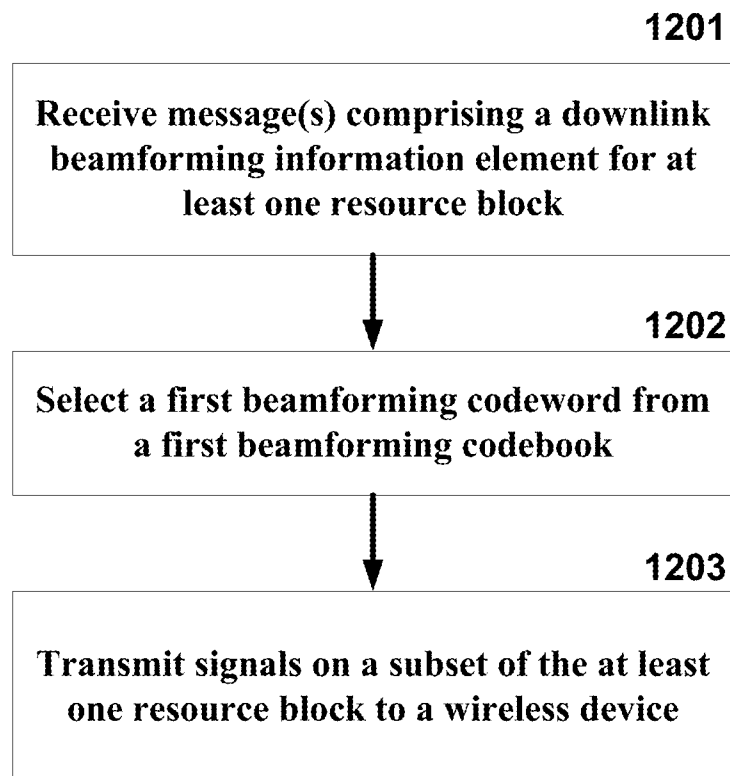 1201
Receive message(s) comprising a downlink
beamforming information element for at
least one resource block
1202
Select a first beamforming codeword from
a first beamforming codebook
1203
Transmit signals on a subset of the at least
one resource block to a wireless device